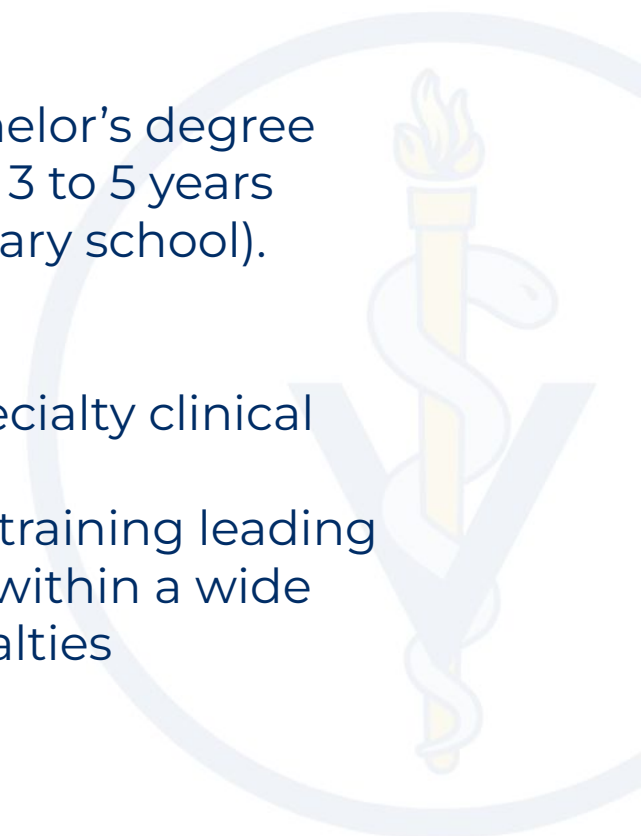 helor’s degree
3 to 5 years
ary school).
ecialty clinical
training leading
within a wide
alties
V